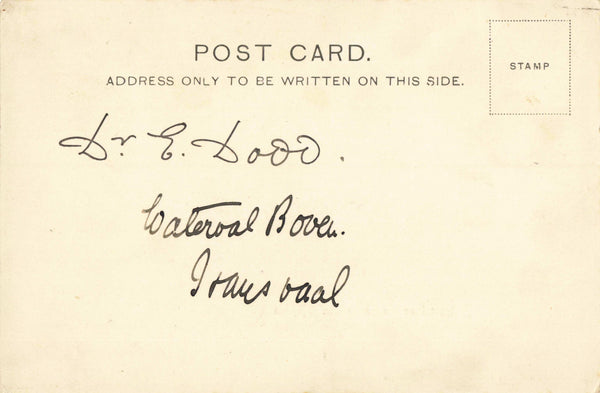 POST CARD.
ADDRESS ONLY TO BE WRITTEN ON THIS SIDE.
STAMP
Dr E. Dodd.
Waterval Boven.
Transvaal